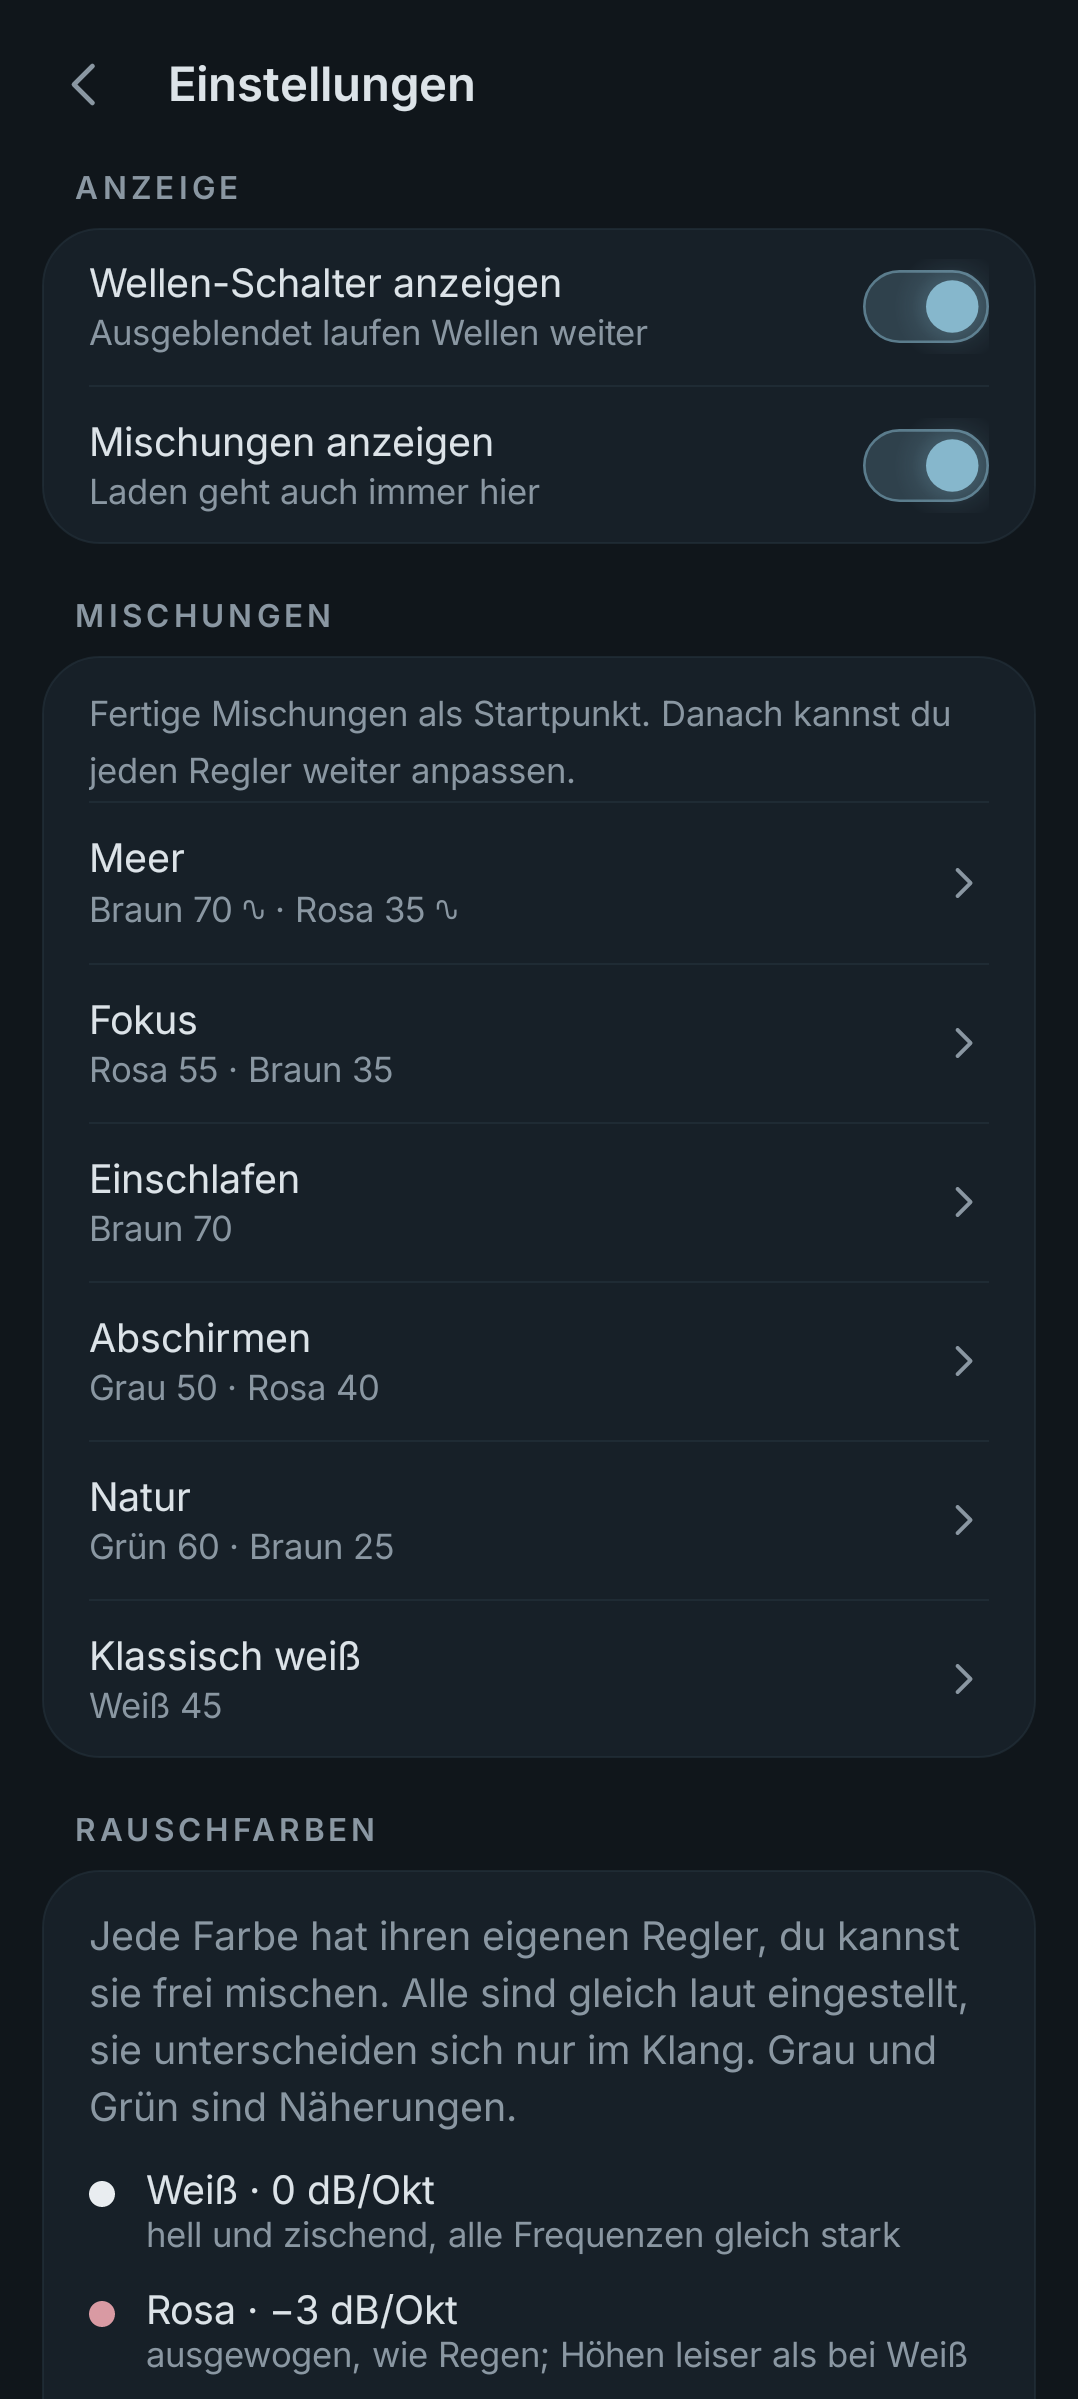 Einstellungen
ANZEIGE
Wellen-Schalter anzeigen
Ausgeblendet laufen Wellen weiter
Mischungen anzeigen
Laden geht auch immer hier
MISCHUNGEN
Fertige Mischungen als Startpunkt. Danach kannst du
jeden Regler weiter anpassen.
Meer
Braun 70 ∿ · Rosa 35 ∿
Fokus
Rosa 55 · Braun 35
Einschlafen
Braun 70
Abschirmen
Grau 50 · Rosa 40
Natur
Grün 60 · Braun 25
Klassisch weiß
Weiß 45
RAUSCHFARBEN
Jede Farbe hat ihren eigenen Regler, du kannst
sie frei mischen. Alle sind gleich laut eingestellt,
sie unterscheiden sich nur im Klang. Grau und
Grün sind Näherungen.
Weiß · 0 dB/Okt
hell und zischend, alle Frequenzen gleich stark
Rosa · −3 dB/Okt
ausgewogen, wie Regen; Höhen leiser als bei Weiß